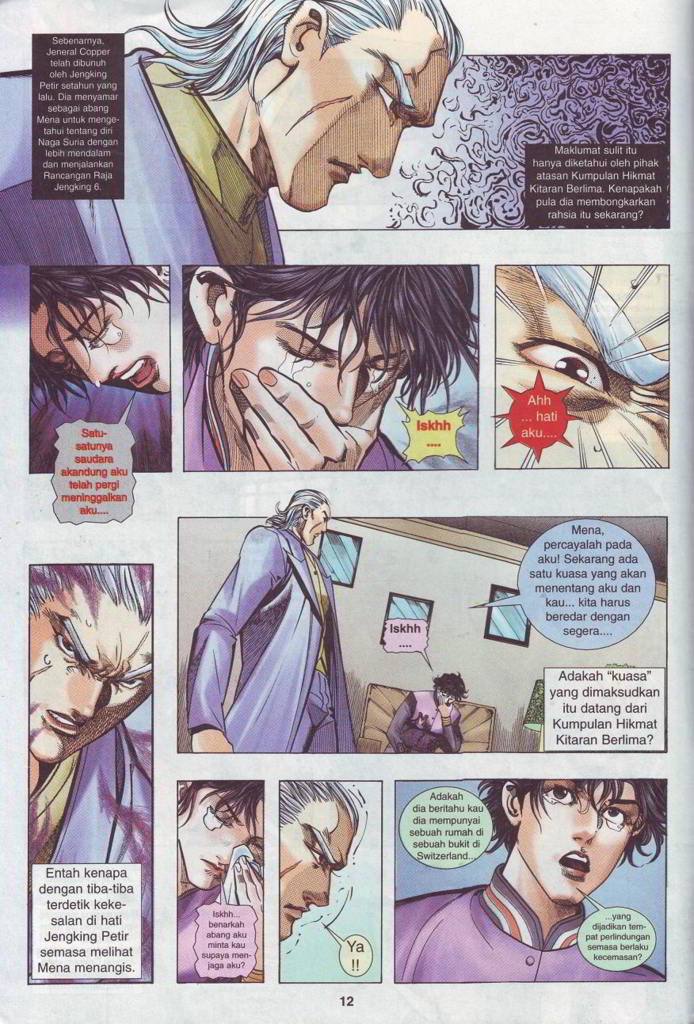 Sebenarnya,
Jeneral Copper
telah dibunuh
oleh Jengking
Petir setahun yang
lalu. Dia menyamar
sebagai abang
Mena untuk menge-
tahui tentang diri
Naga Suria dengan
lebih mendalam
dan menjalankan
Rancangan Raja
Jengking 6.
Maklumat sulit itu
hanya diketahui oleh pihak
atasan Kumpulan Hikmat
Kitaran Berlima. Kenapakah
pula dia membongkarkan
rahsia itu sekarang?
Satu-
satunya
saudara
akandung aku
telah pergi
meninggalkan
aku....
Iskhh
....
Ahh
... hati
aku....
Mena,
percayalah pada
aku! Sekarang ada
satu kuasa yang akan
menentang aku dan
kau... kita harus
beredar dengan
segera....
Iskhh
....
Adakah "kuasa"
yang dimaksudkan
itu datang dari
Kumpulan Hikmat
Kitaran Berlima?
Entah kenapa
dengan tiba-tiba
terdetik keke-
salan di hati
Jengking Petir
semasa melihat
Mena menangis.
Iskhh...
benarkah
abang aku
minta kau
supaya men-
jaga aku?
Ya
!!
Adakah
dia beritahu kau
dia mempunyai
sebuah rumah di
sebuah bukit di
Switzerland...
...yang
dijadikan tem-
pat perlindungan
semasa berlaku
kecemasan?
12